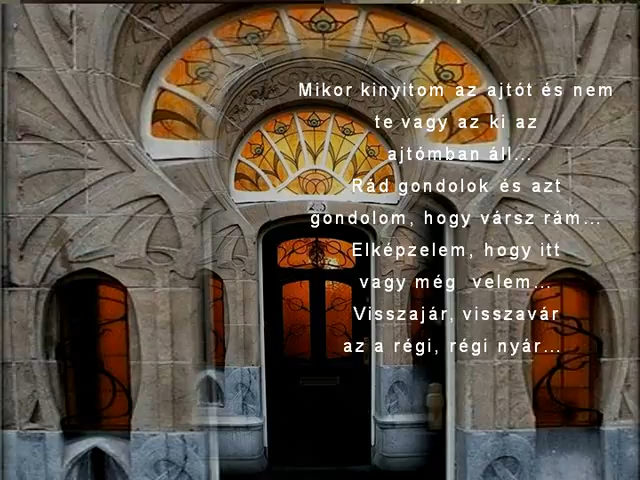 Mikor kinyitom az ajtót és nem
te vagy az ki az
ajtómban áll...
Rád gondolok és azt
gondolom, hogy vársz rám...
Elképzelem, hogy itt
vagy még velem...
Visszajár, visszavár
az a régi, régi nyár...